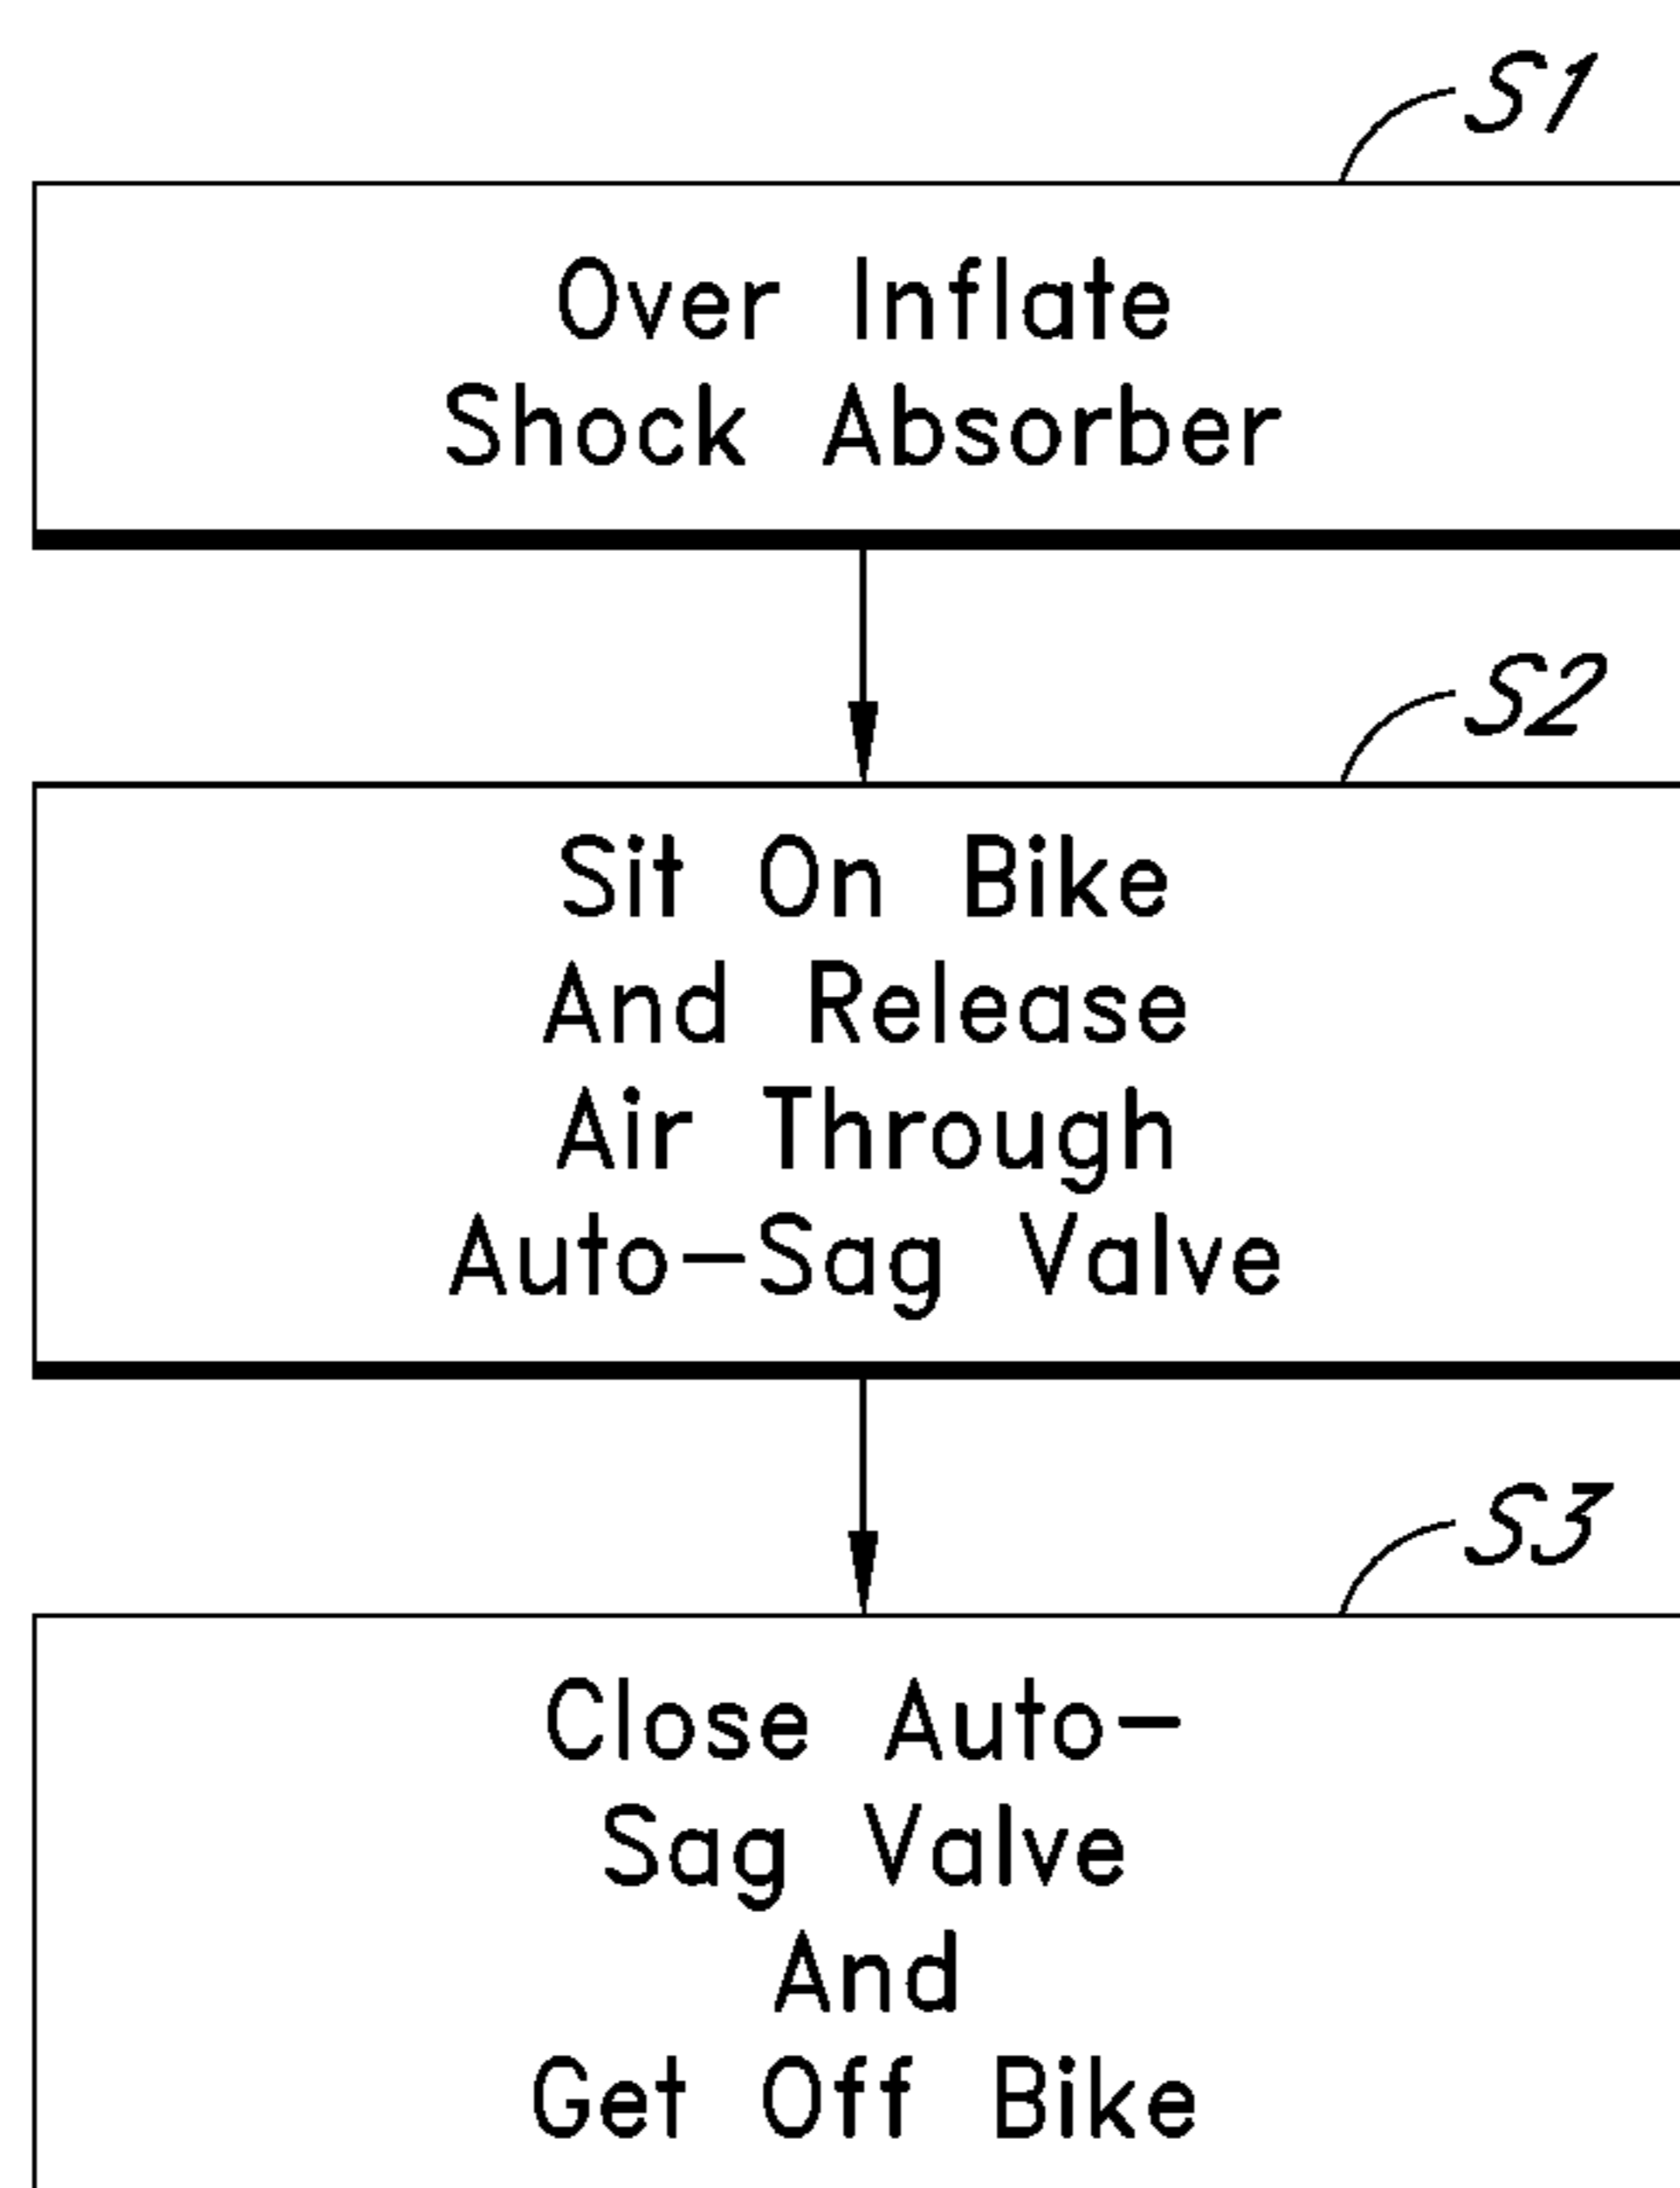 S1
Over Inflate
Shock Absorber
S2
Sit On Bike
And Release
Air Through
Auto-Sag Valve
S3
Close Auto-
Sag Valve
And
Get Off Bike